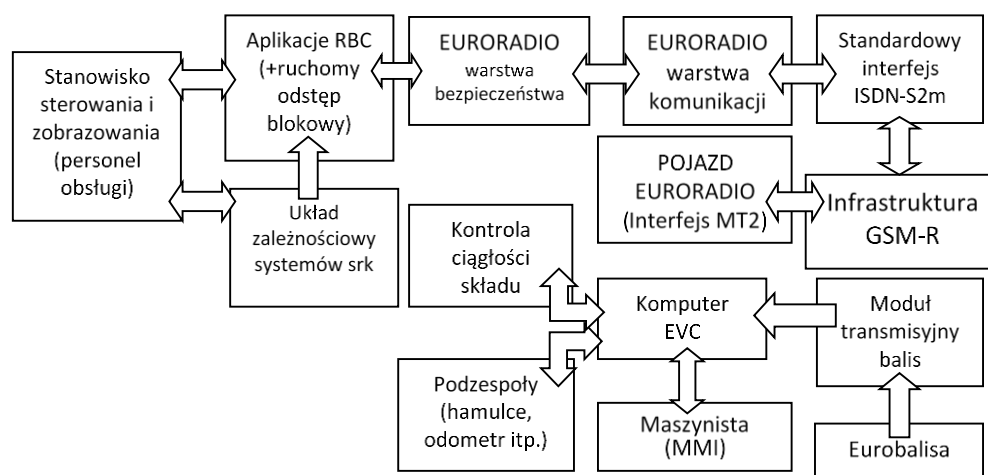 Stanowisko
sterowania i
zobrazowania
(personel
obsługi)
Aplikacje RBC
(+ruchomy
odstęp
blokowy)
EURORADIO
warstwa
bezpieczeństwa
EURORADIO
warstwa
komunikacji
Standardowy
interfejs
ISDN-S2m
POJAZD
EURORADIO
(Interfejs MT2)
Infrastruktura
GSM-R
Układ
zależnościowy
systemów srk
Kontrola
ciągłości
składu
Komputer
EVC
Moduł
transmisyjny
balis
Podzespoły
(hamulce,
odometr itp.)
Maszynista
(MMI)
Eurobalisa